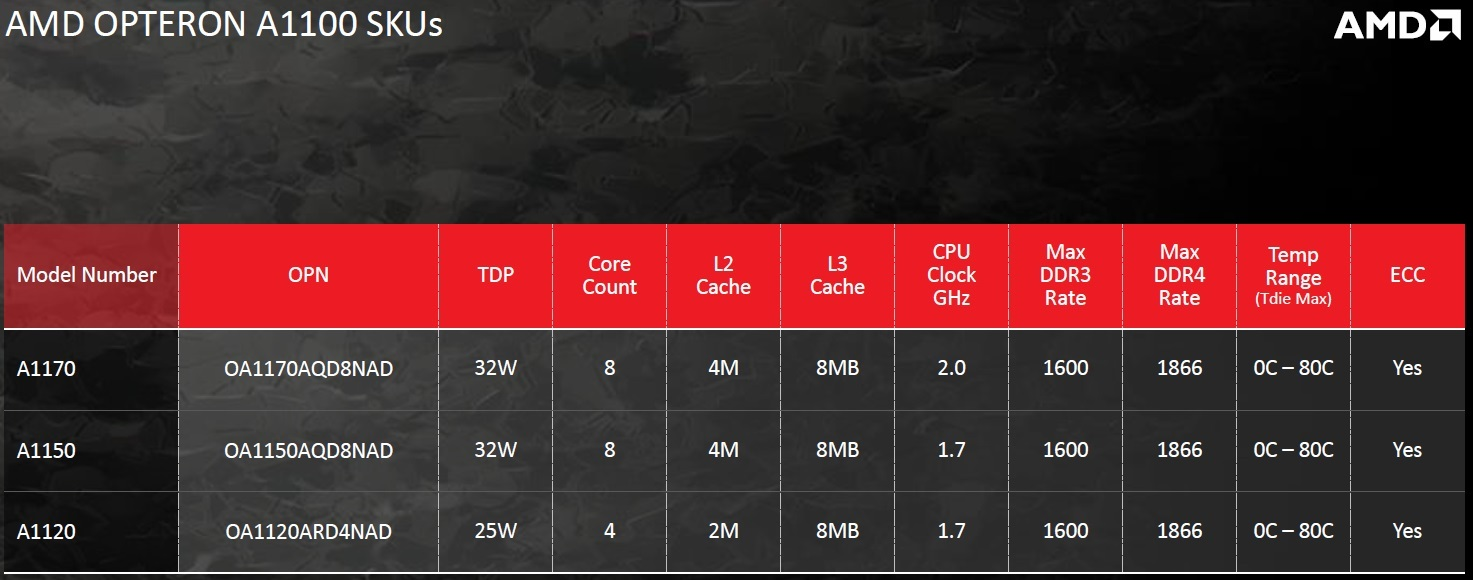 AMD OPTERON A1100 SKUs
AMD
Model Number OPN TDP Core Count L2 Cache L3 Cache CPU Clock GHz Max DDR3 Rate Max DDR4 Rate Temp Range (Tdie Max) ECC
A1170 OA1170AQD8NAD 32W 8 4M 8MB 2.0 1600 1866 0C – 80C Yes
A1150 OA1150AQD8NAD 32W 8 4M 8MB 1.7 1600 1866 0C – 80C Yes
A1120 OA1120ARD4NAD 25W 4 2M 8MB 1.7 1600 1866 0C – 80C Yes